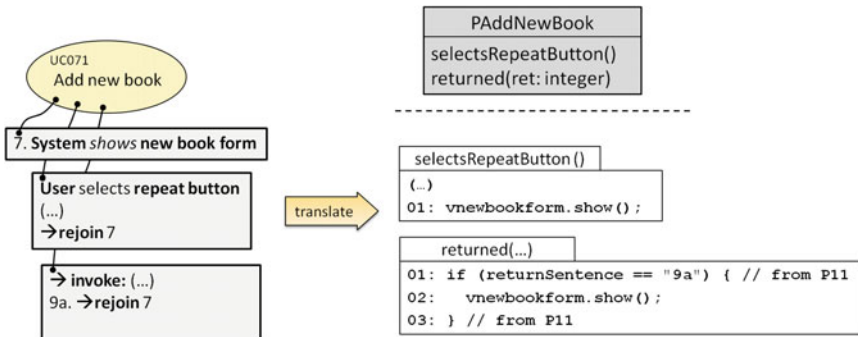 UC071
Add new book
7. System shows new book form
User selects repeat button
(...)
→rejoin 7
→ invoke: (...)
9a. →rejoin 7
translate
PAddNewBook
selectsRepeatButton()
returned(ret: integer)
selectsRepeatButton ()
(…)
01: vnewbookform.show();
returned(...)
01: if (returnSentence == "9a") { // from P11
02:   vnewbookform.show();
03: } // from P11